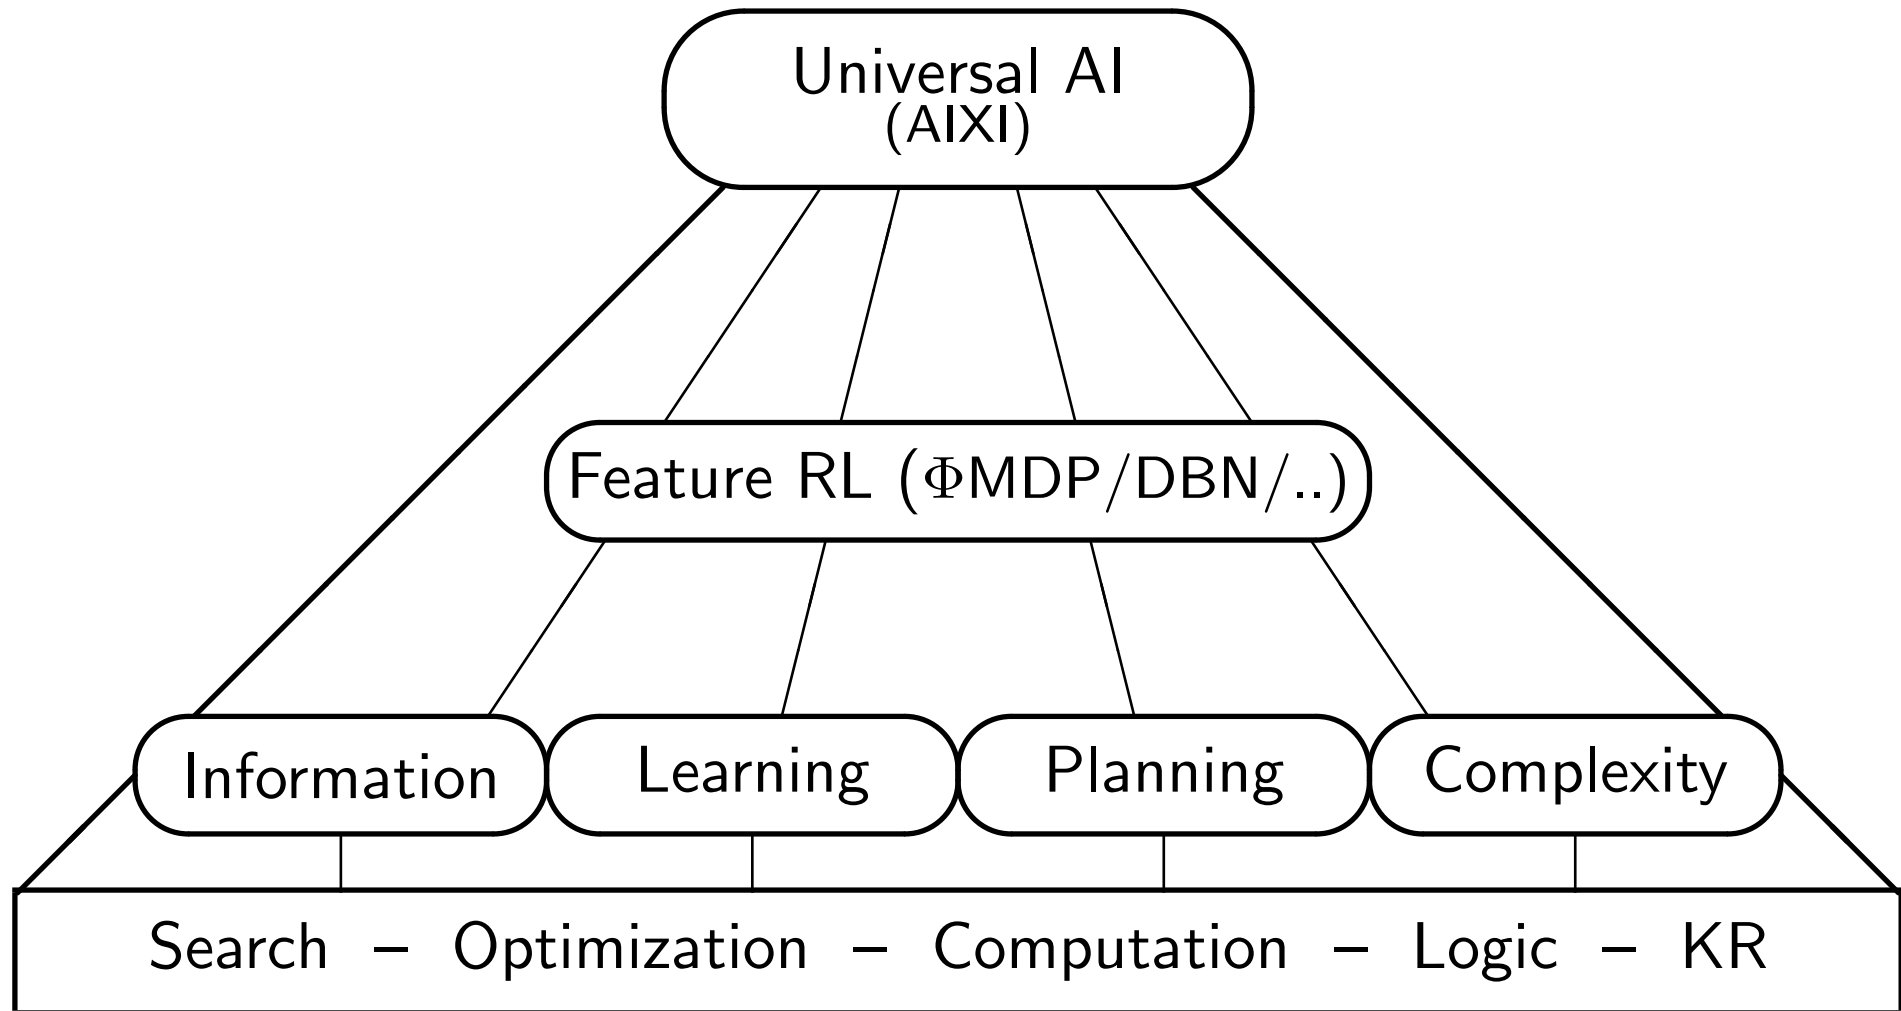 Universal AI
(AIXI)
Feature RL (ΦMDP/DBN/..)
Information Learning Planning Complexity
Search – Optimization – Computation – Logic – KR